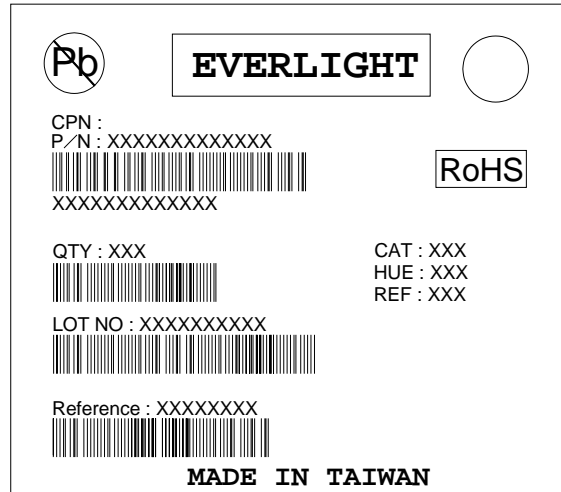 Pb
EVERLIGHT
CPN :
P/N : XXXXXXXXXXXXX
RoHS
XXXXXXXXXXXXX
QTY : XXX
CAT : XXX
HUE : XXX
REF : XXX
LOT NO : XXXXXXXXXX
Reference : XXXXXXXX
MADE IN TAIWAN